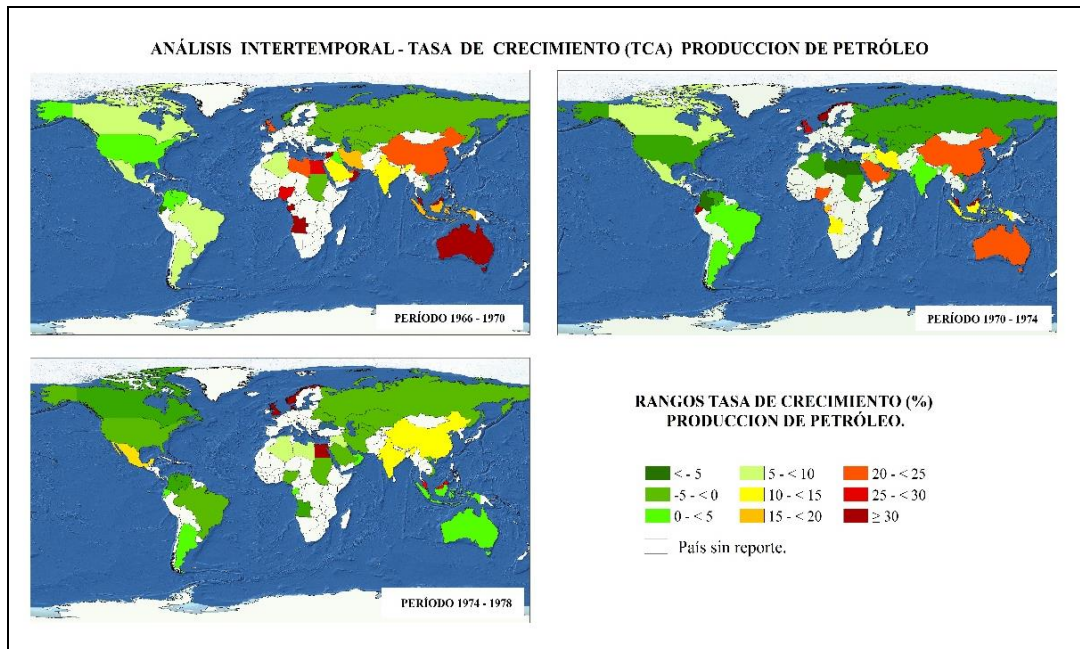 ANÁLISIS INTERTEMPORAL - TASA DE CRECIMIENTO (TCA) PRODUCCION DE PETRÓLEO
PERÍODO 1966 - 1970
PERÍODO 1970 - 1974
PERÍODO 1974 - 1978
RANGOS TASA DE CRECIMIENTO (%)
PRODUCCION DE PETRÓLEO.
< - 5
5 - < 10
20 - < 25
-5 - < 0
10 - < 15
25 - < 30
0 - < 5
15 - < 20
≥ 30
País sin reporte.